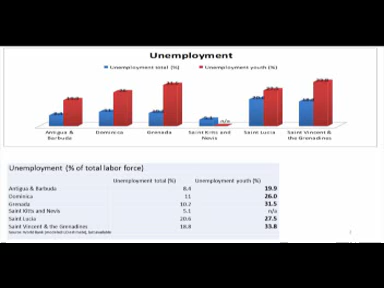 Unemployment
Unemployment total (%) Unemployment youth (%)
n/a
Antigua & Barbuda Dominica Grenada Saint Kitts and Nevis Saint Lucia Saint Vincent & the Grenadines
Unemployment (% of total labor force)
Unemployment total (%) Unemployment youth (%)
Antigua & Barbuda 8.4 19.9
Dominica 11 26.0
Grenada 10.2 31.5
Saint Kitts and Nevis 5.1 n/a
Saint Lucia 20.6 27.5
Saint Vincent & the Grenadines 18.8 33.8